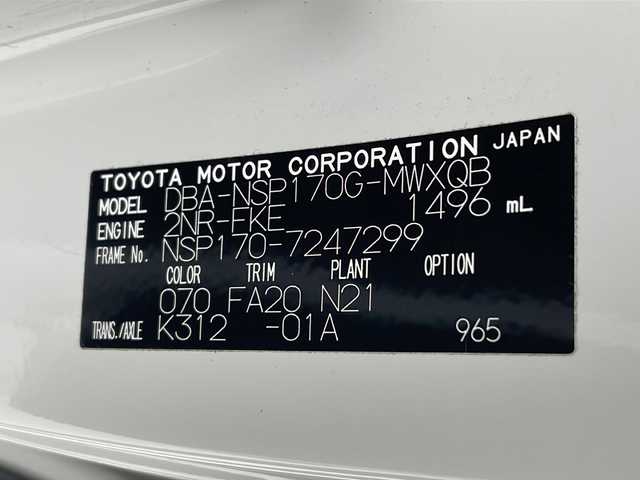 TOYOTA MOTOR CORPORATION JAPAN
MODEL DBA-NSP170G-MWXQB
ENGINE 2NR-FKE 1496 mL
FRAME No. NSP170-7247299
COLOR TRIM PLANT OPTION
070 FA20 N21
TRANS./AXLE K312 -01A 965